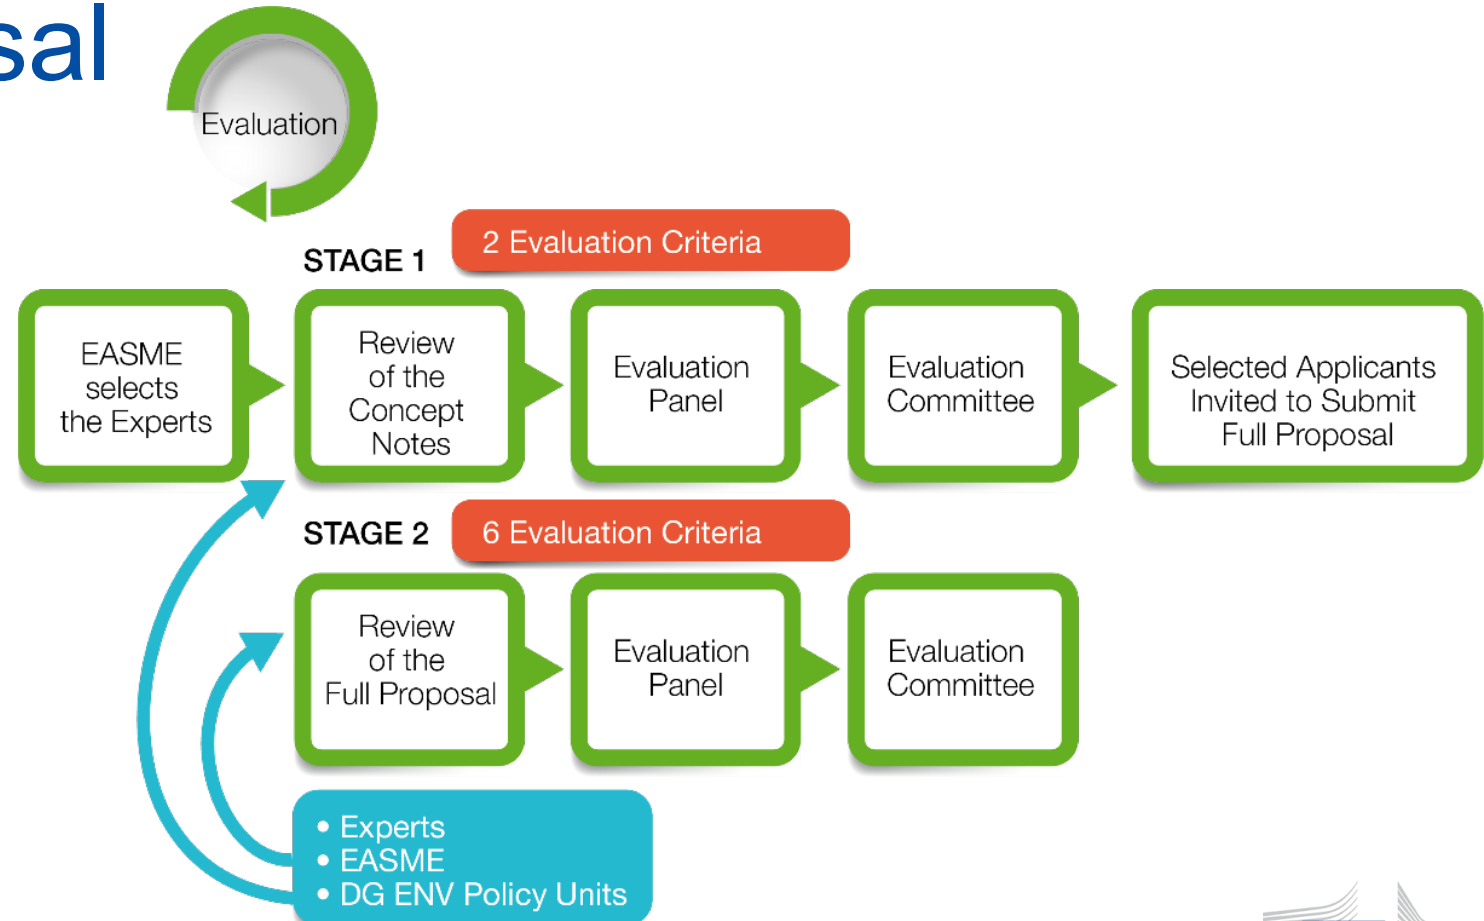 sal
Evaluation
STAGE 1
2 Evaluation Criteria
EASME
selects
the Experts
Review
of the
Concept
Notes
Evaluation
Panel
Evaluation
Committee
Selected Applicants
Invited to Submit
Full Proposal
STAGE 2
6 Evaluation Criteria
Review
of the
Full Proposal
Evaluation
Panel
Evaluation
Committee
• Experts
• EASME
• DG ENV Policy Units